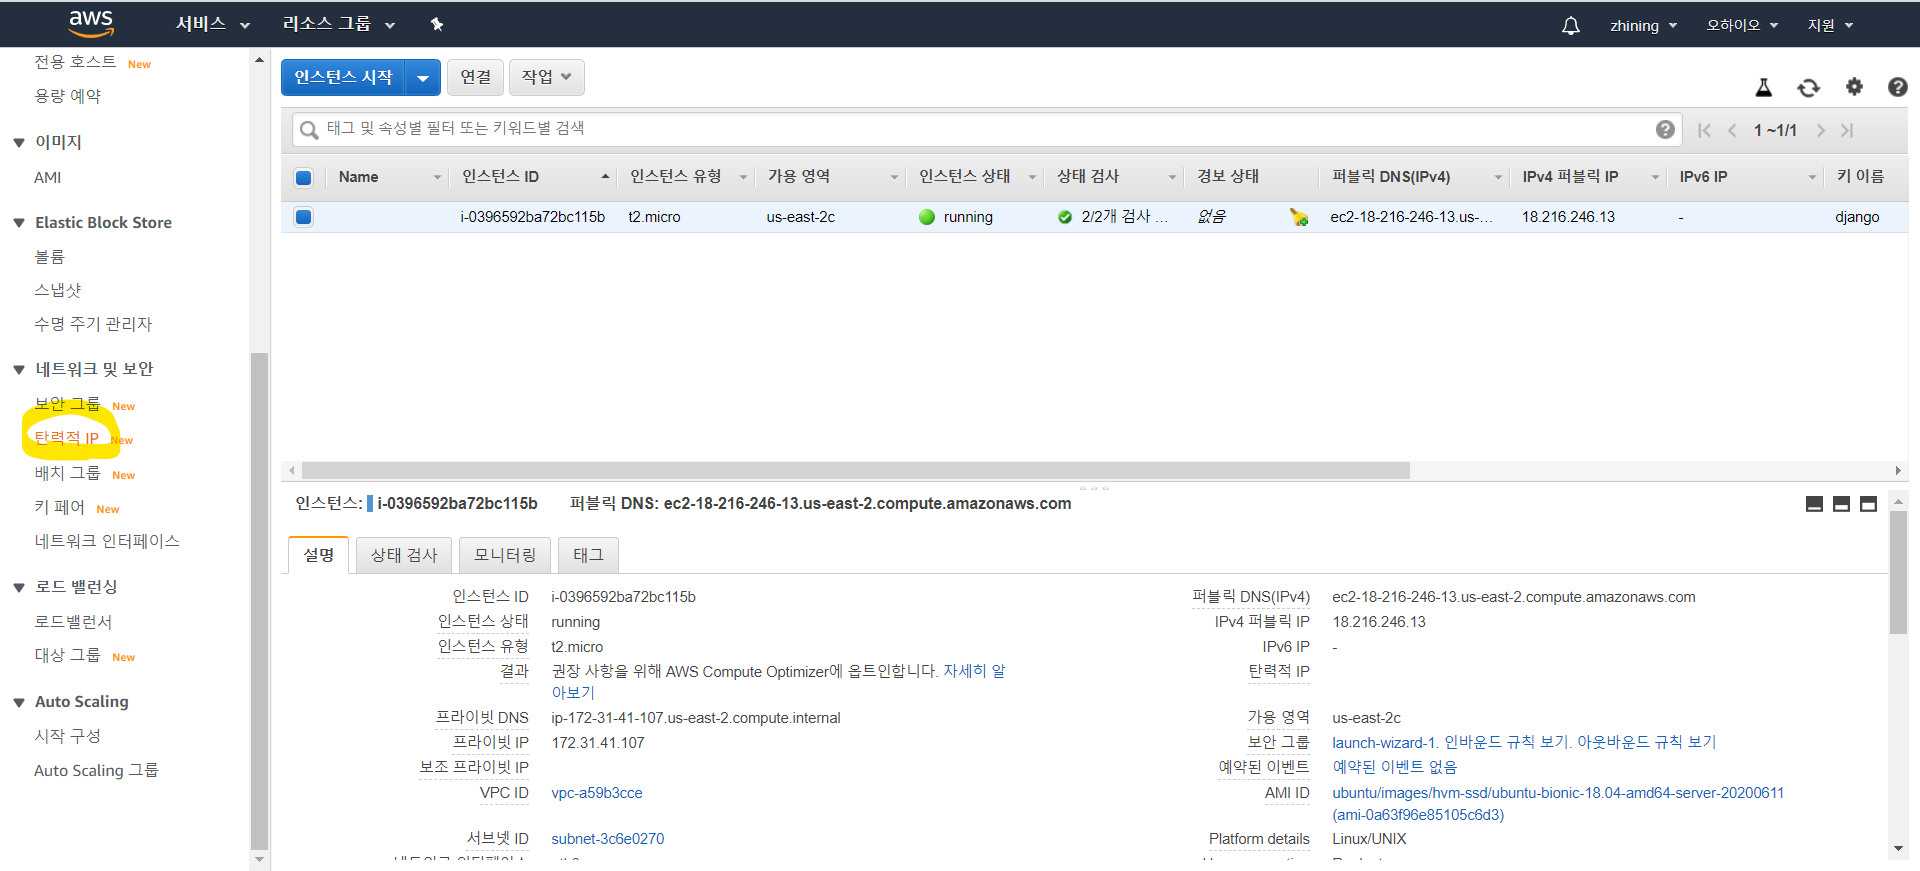 aws 서비스 리소스 그룹 zhining 오하이오 지원
전용 호스트 New
용량 예약
이미지
AMI
Elastic Block Store
볼륨
스냅샷
수명 주기 관리자
네트워크 및 보안
보안 그룹 New
탄력적 IP New
배치 그룹 New
키 페어 New
네트워크 인터페이스
로드 밸런싱
로드밸런서
대상 그룹 New
Auto Scaling
시작 구성
Auto Scaling 그룹
인스턴스 시작 연결 작업
태그 및 속성별 필터 또는 키워드별 검색 1 ~1/1
Name 인스턴스 ID 인스턴스 유형 가용 영역 인스턴스 상태 상태 검사 경보 상태 퍼블릭 DNS(IPv4) IPv4 퍼블릭 IP IPv6 IP 키 이름
i-0396592ba72bc115b t2.micro us-east-2c running 2/2개 검사 ... 없음 ec2-18-216-246-13.us-... 18.216.246.13 - django
인스턴스: i-0396592ba72bc115b 퍼블릭 DNS: ec2-18-216-246-13.us-east-2.compute.amazonaws.com
설명 상태 검사 모니터링 태그
인스턴스 ID i-0396592ba72bc115b 퍼블릭 DNS(IPv4) ec2-18-216-246-13.us-east-2.compute.amazonaws.com
인스턴스 상태 running IPv4 퍼블릭 IP 18.216.246.13
인스턴스 유형 t2.micro IPv6 IP -
결과 권장 사항을 위해 AWS Compute Optimizer에 옵트인합니다. 자세히 알 탄력적 IP
아보기
프라이빗 DNS ip-172-31-41-107.us-east-2.compute.internal 가용 영역 us-east-2c
프라이빗 IP 172.31.41.107 보안 그룹 launch-wizard-1. 인바운드 규칙 보기. 아웃바운드 규칙 보기
보조 프라이빗 IP 예약된 이벤트 예약된 이벤트 없음
VPC ID vpc-a59b3cce AMI ID ubuntu/images/hvm-ssd/ubuntu-bionic-18.04-amd64-server-20200611
(ami-0a63f96e85105c6d3)
서브넷 ID subnet-3c6e0270 Platform details Linux/UNIX